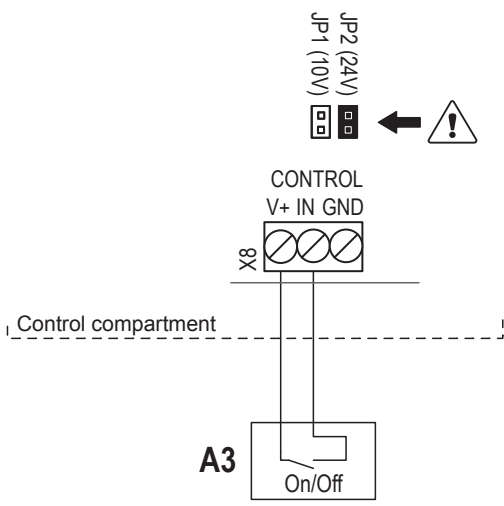 JP1 (10V)
JP2 (24V)
!
CONTROL
V+ IN GND
X8
Control compartment
A3
On/Off